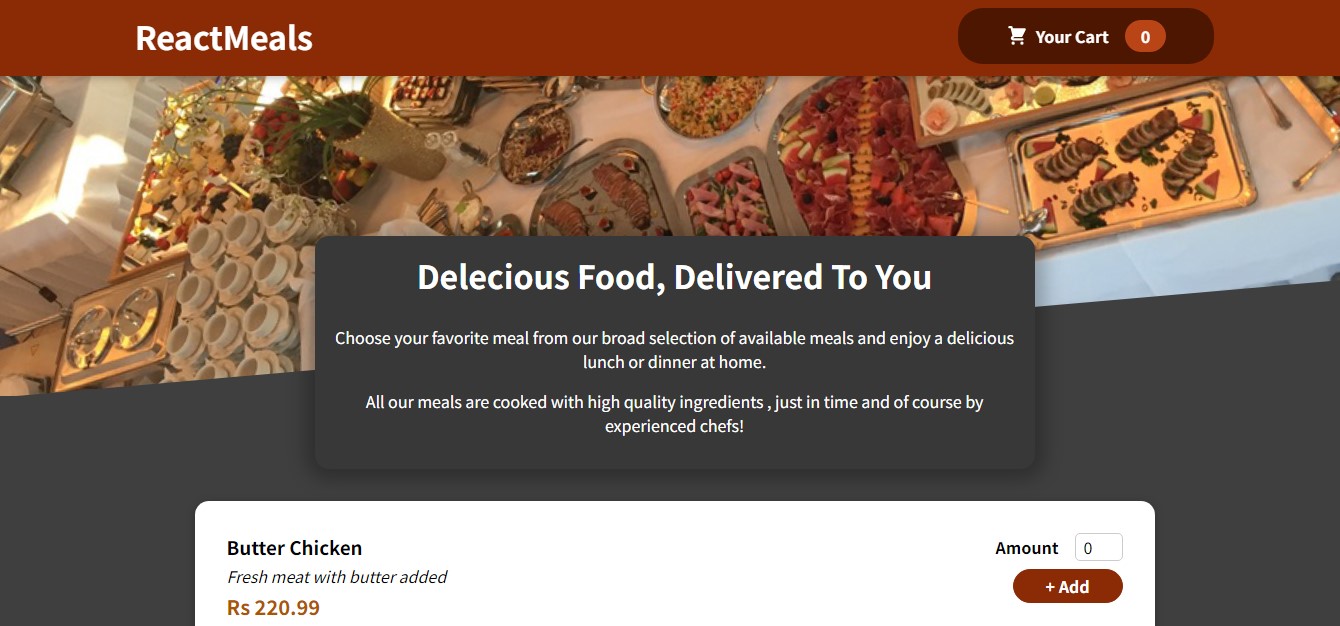 ReactMeals
Your Cart 0
Delecious Food, Delivered To You
Choose your favorite meal from our broad selection of available meals and enjoy a delicious
lunch or dinner at home.
All our meals are cooked with high quality ingredients , just in time and of course by
experienced chefs!
Butter Chicken
Amount 0
Fresh meat with butter added
+ Add
Rs 220.99